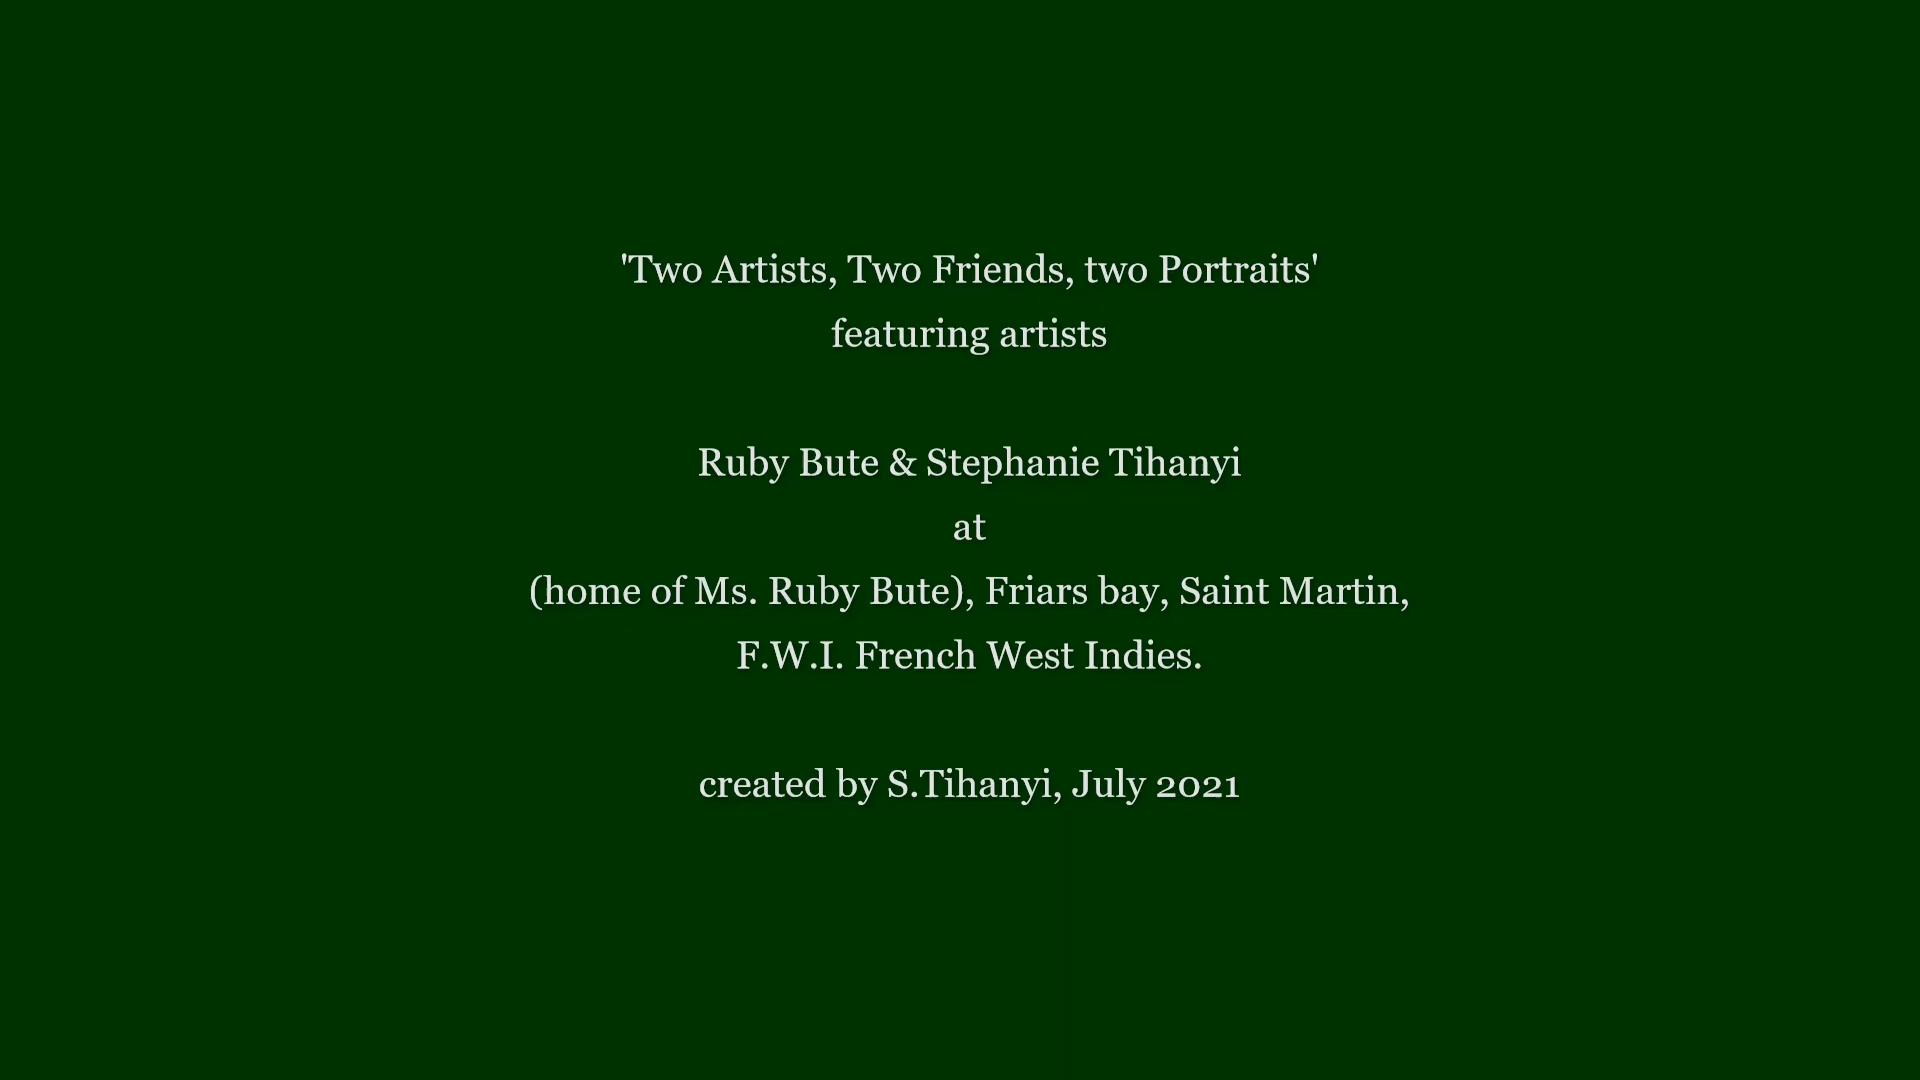 'Two Artists, Two Friends, two Portraits'
featuring artists
Ruby Bute & Stephanie Tihanyi
at
(home of Ms. Ruby Bute), Friars bay, Saint Martin,
F.W.I. French West Indies.
created by S.Tihanyi, July 2021